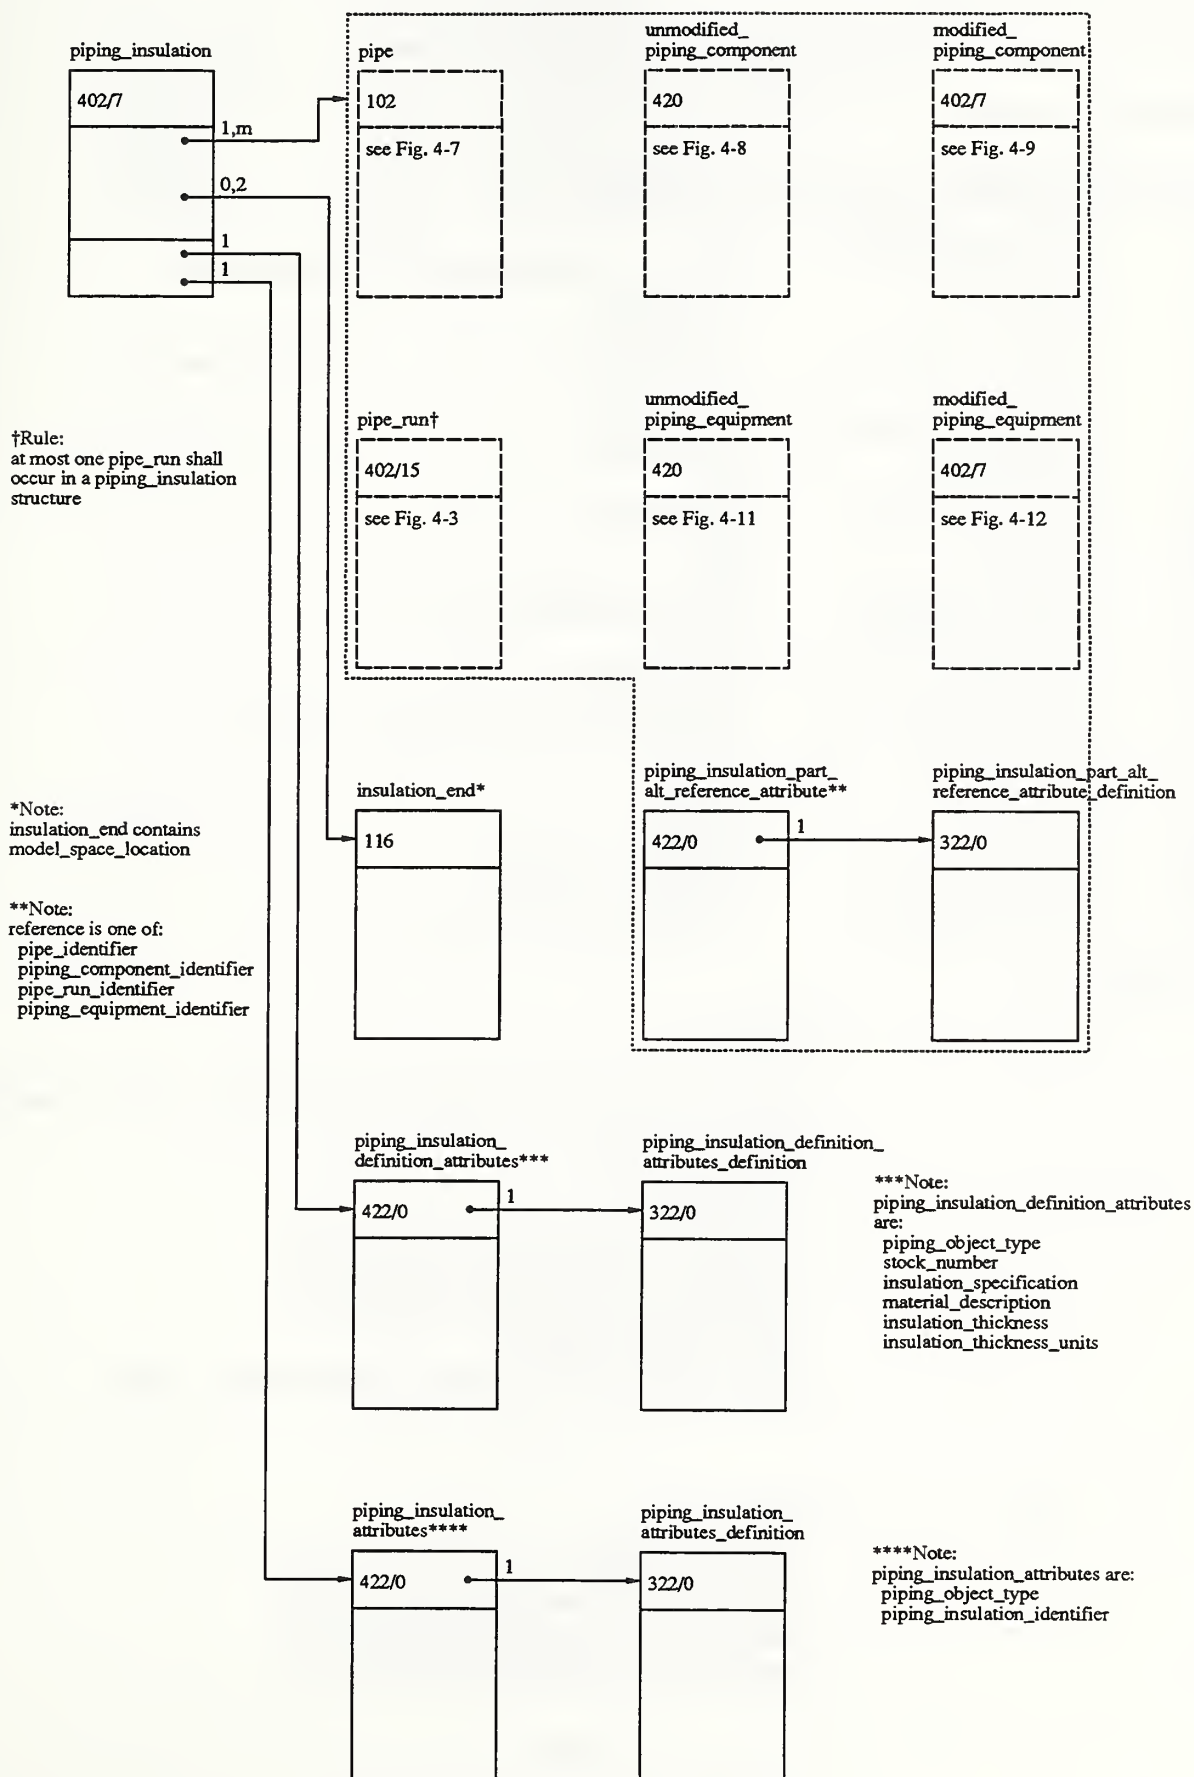 piping_insulation
402/7
1,m
0,2
1
1
pipe
102
see Fig. 4-7
unmodified_
piping_component
420
see Fig. 4-8
modified_
piping_component
402/7
see Fig. 4-9
†Rule:
at most one pipe_run shall
occur in a piping_insulation
structure
pipe_run†
402/15
see Fig. 4-3
unmodified_
piping_equipment
420
see Fig. 4-11
modified_
piping_equipment
402/7
see Fig. 4-12
*Note:
insulation_end contains
model_space_location
**Note:
reference is one of:
pipe_identifier
piping_component_identifier
pipe_run_identifier
piping_equipment_identifier
insulation_end*
116
piping_insulation_part_
alt_reference_attribute**
422/0
1
piping_insulation_part_alt_
reference_attribute_definition
322/0
piping_insulation_
definition_attributes***
422/0
1
piping_insulation_definition_
attributes_definition
322/0
***Note:
piping_insulation_definition_attributes
are:
piping_object_type
stock_number
insulation_specification
material_description
insulation_thickness
insulation_thickness_units
piping_insulation_
attributes****
422/0
1
piping_insulation_
attributes_definition
322/0
****Note:
piping_insulation_attributes are:
piping_object_type
piping_insulation_identifier